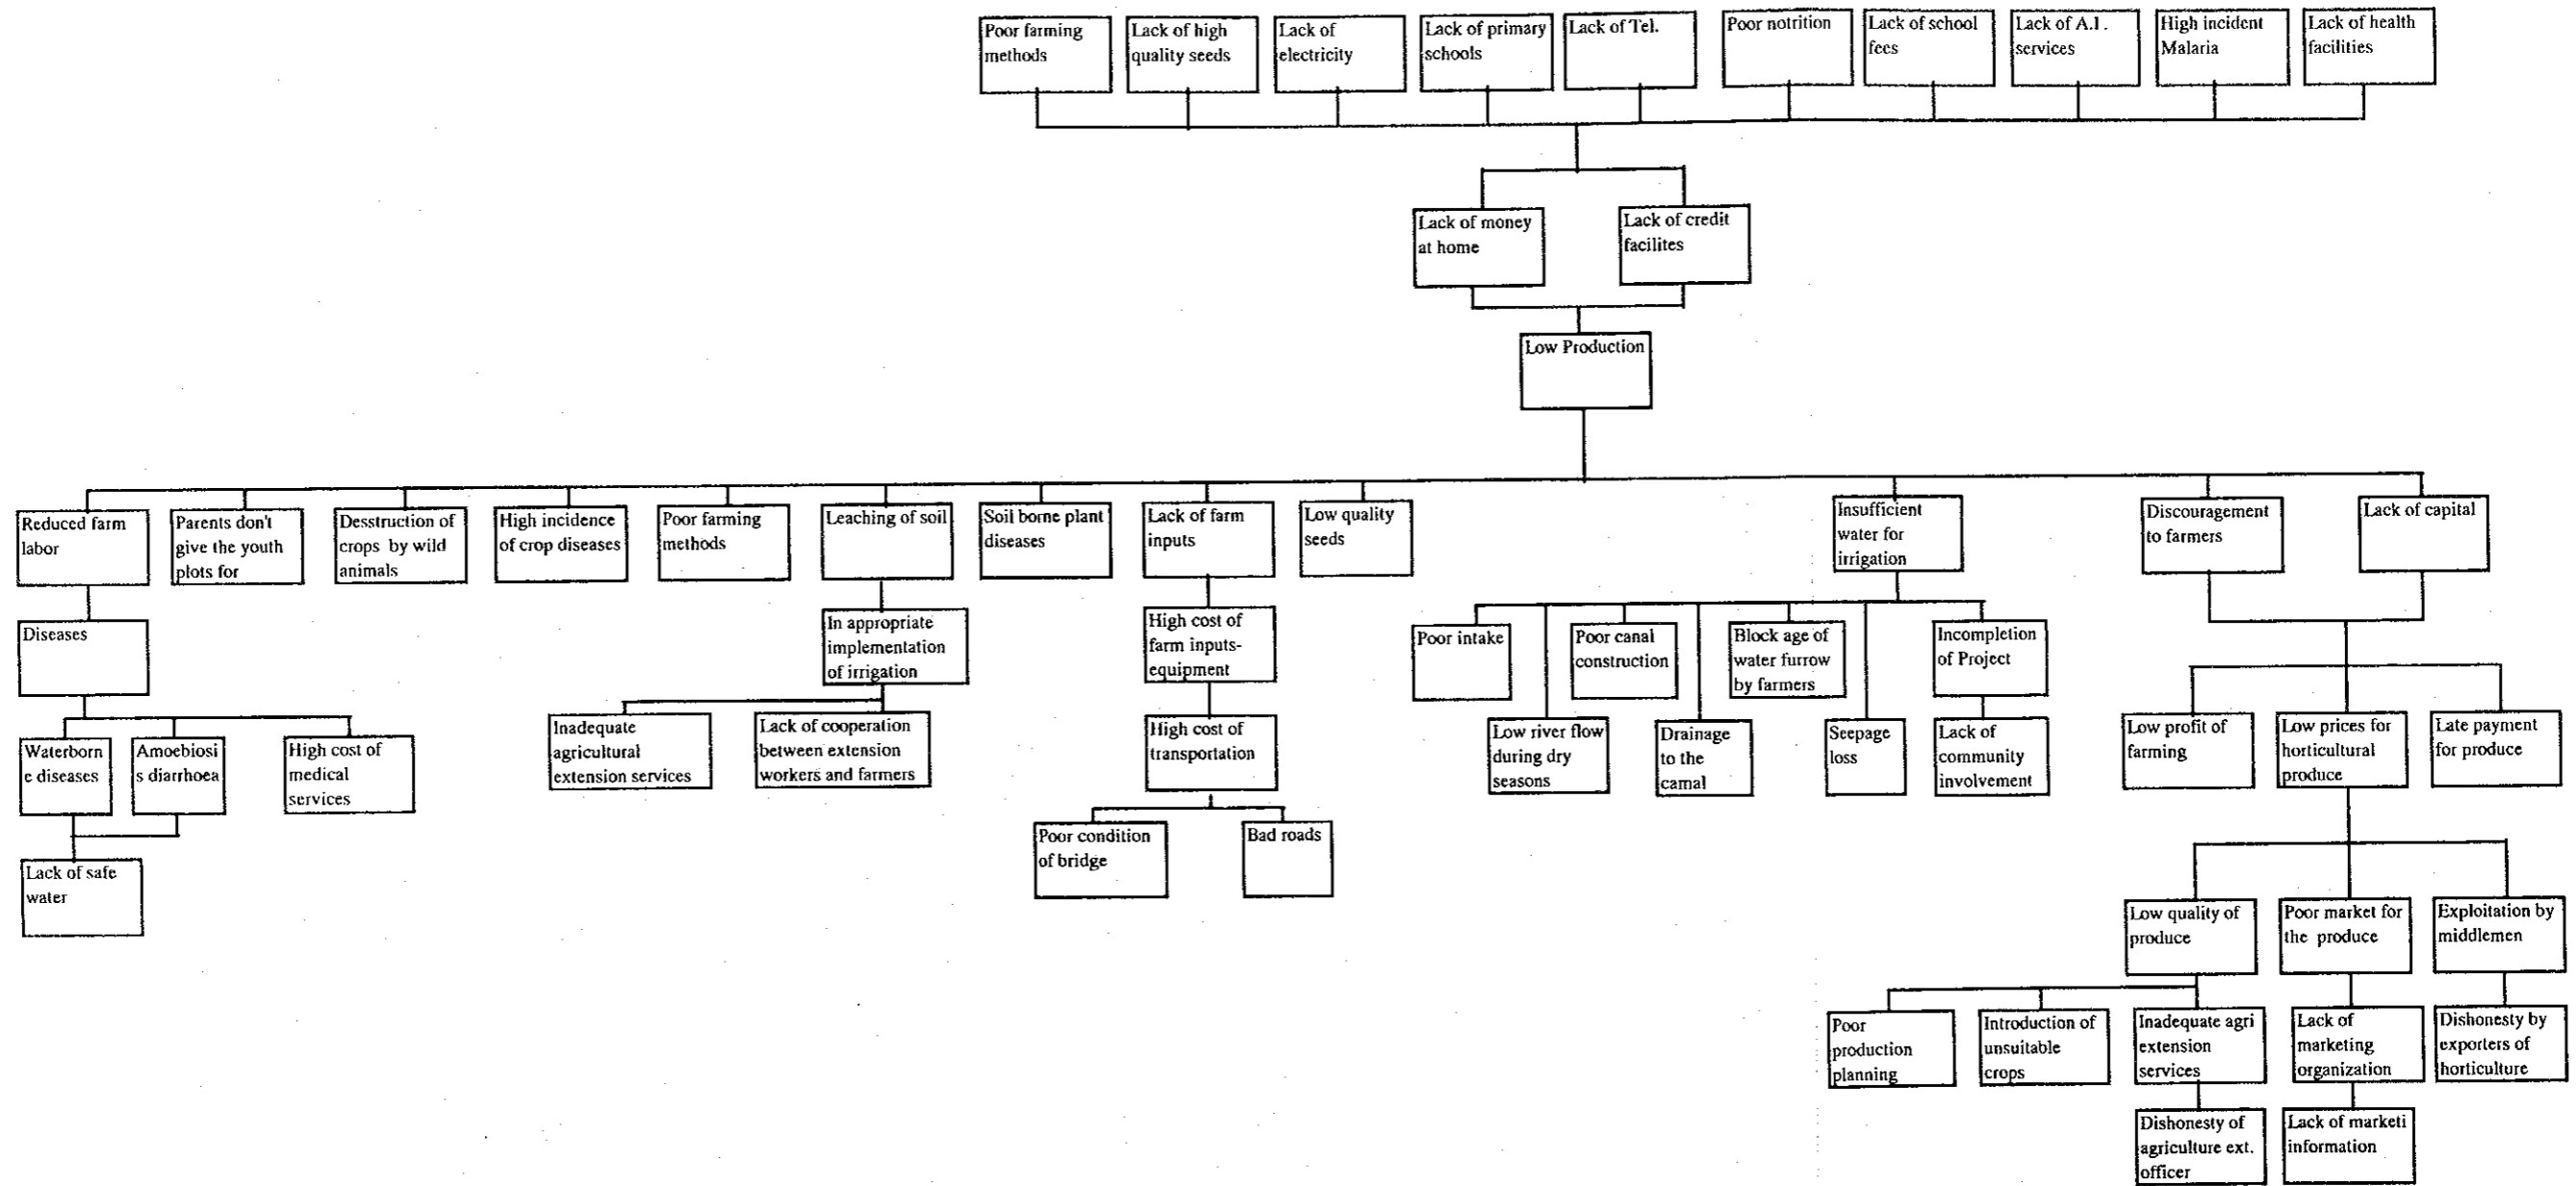 Poor farming
methods
Lack of high
quality seeds
Lack of
electricity
Lack of primary
schools
Lack of Tel.
Poor notrition
Lack of school
fees
Lack of A.I.
services
High incident
Malaria
Lack of health
facilities
Lack of money
at home
Lack of credit
facilites
Low Production
Reduced farm
labor
Parents don't
give the youth
plots for
Desstruction of
crops by wild
animals
High incidence
of crop diseases
Poor farming
methods
Leaching of soil
Soil borne plant
diseases
Lack of farm
inputs
Low quality
seeds
Insufficient
water for
irrigation
Discouragement
to farmers
Lack of capital
Diseases
In appropriate
implementation
of irrigation
High cost of
farm inputs-
equipment
Poor intake
Poor canal
construction
Block age of
water furrow
by farmers
Incompletion
of Project
Waterborn
e diseases
Amoebiosi
s diarrhoea
High cost of
medical
services
Inadequate
agricultural
extension services
Lack of cooperation
between extension
workers and farmers
High cost of
transportation
Low river flow
during dry
seasons
Drainage
to the
camal
Seepage
loss
Lack of
community
involvement
Low profit of
farming
Low prices for
horticultural
produce
Late payment
for produce
Lack of safe
water
Poor condition
of bridge
Bad roads
Low quality of
produce
Poor market for
the produce
Exploitation by
middlemen
Poor
production
planning
Introduction of
unsuitable
crops
Inadequate agri
extension
services
Lack of
marketing
organization
Dishonesty by
exporters of
horticulture
Dishonesty of
agriculture ext.
officer
Lack of marketi
information